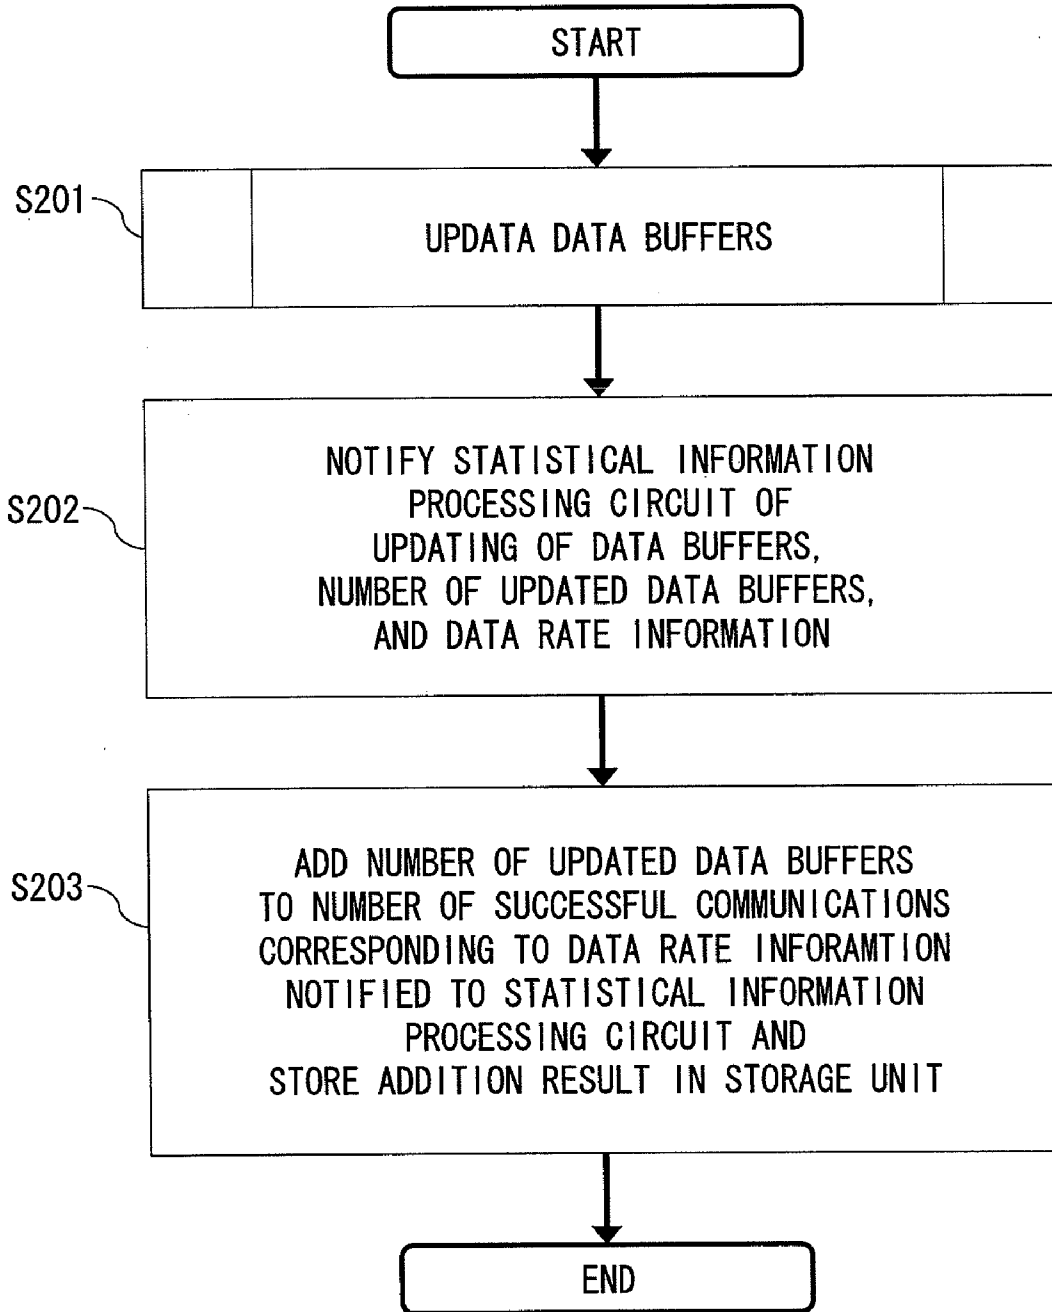 START
S201
UPDATA DATA BUFFERS
S202
NOTIFY STATISTICAL INFORMATION
PROCESSING CIRCUIT OF
UPDATING OF DATA BUFFERS,
NUMBER OF UPDATED DATA BUFFERS,
AND DATA RATE INFORMATION
S203
ADD NUMBER OF UPDATED DATA BUFFERS
TO NUMBER OF SUCCESSFUL COMMUNICATIONS
CORRESPONDING TO DATA RATE INFORAMTION
NOTIFIED TO STATISTICAL INFORMATION
PROCESSING CIRCUIT AND
STORE ADDITION RESULT IN STORAGE UNIT
END